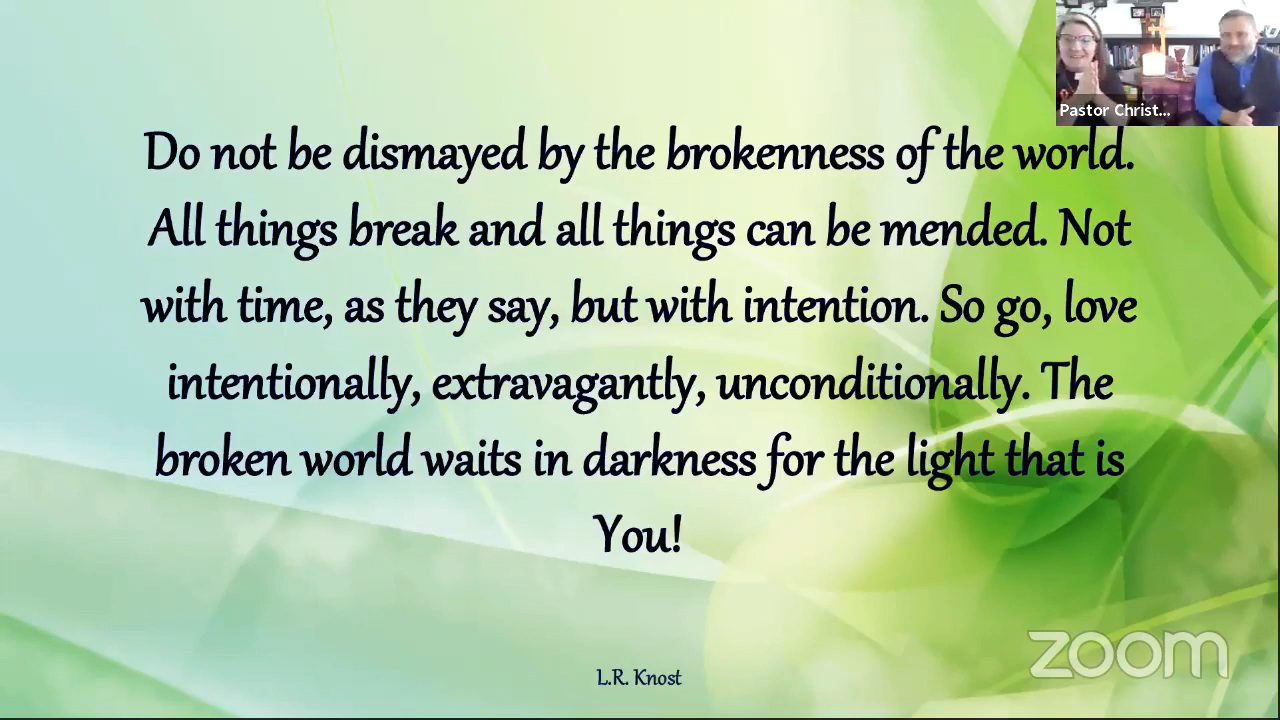 Pastor Christ...
Do not be dismayed by the brokenness of the world.
All things break and all things can be mended. Not
with time, as they say, but with intention. So go, love
intentionally, extravagantly, unconditionally. The
broken world waits in darkness for the light that is
You!
zoom
L.R. Knost